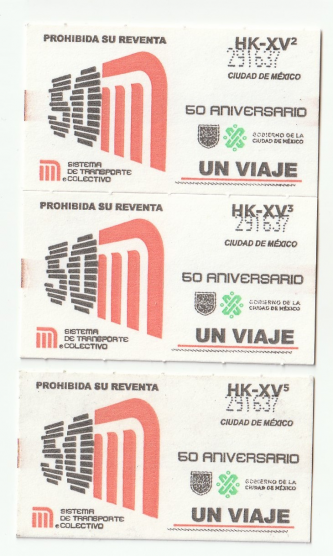 PROHIBIDA SU REVENTA
HK-XV²
291637
CIUDAD DE MÉXICO
50
50 ANIVERSARIO
GOBIERNO DE LA
CIUDAD DE MÉXICO
SISTEMA
DE TRANSPORTE
COLECTIVO
UN VIAJE
PROHIBIDA SU REVENTA
HK-XV³
291637
CIUDAD DE MÉXICO
50
50 ANIVERSARIO
GOBIERNO DE LA
CIUDAD DE MÉXICO
SISTEMA
DE TRANSPORTE
COLECTIVO
UN VIAJE
PROHIBIDA SU REVENTA
HK-XV⁵
291637
CIUDAD DE MÉXICO
50
50 ANIVERSARIO
GOBIERNO DE LA
CIUDAD DE MÉXICO
SISTEMA
DE TRANSPORTE
COLECTIVO
UN VIAJE